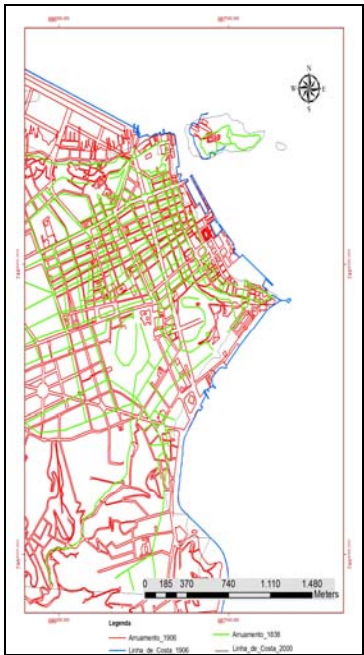 N
W E
S
0 185 370 740 1.110 1.480
Meters
Legenda
Arruamento_1906 Arruamento_1838
Linha_de_Costa_1906 Linha_de_Costa_2000